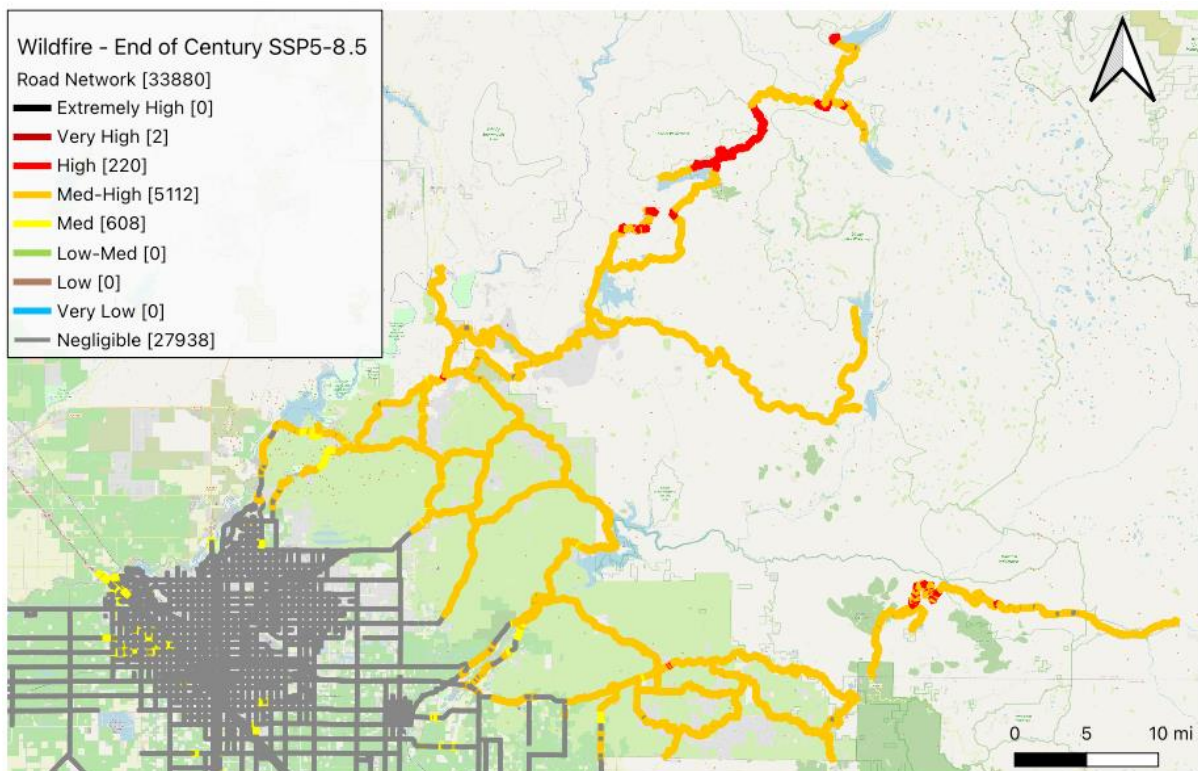 Wildfire - End of Century SSP5-8.5
Road Network [33880]
Extremely High [0]
Very High [2]
High [220]
Med-High [5112]
Med [608]
Low-Med [0]
Low [0]
Very Low [0]
Negligible [27938]
0 5 10 mi